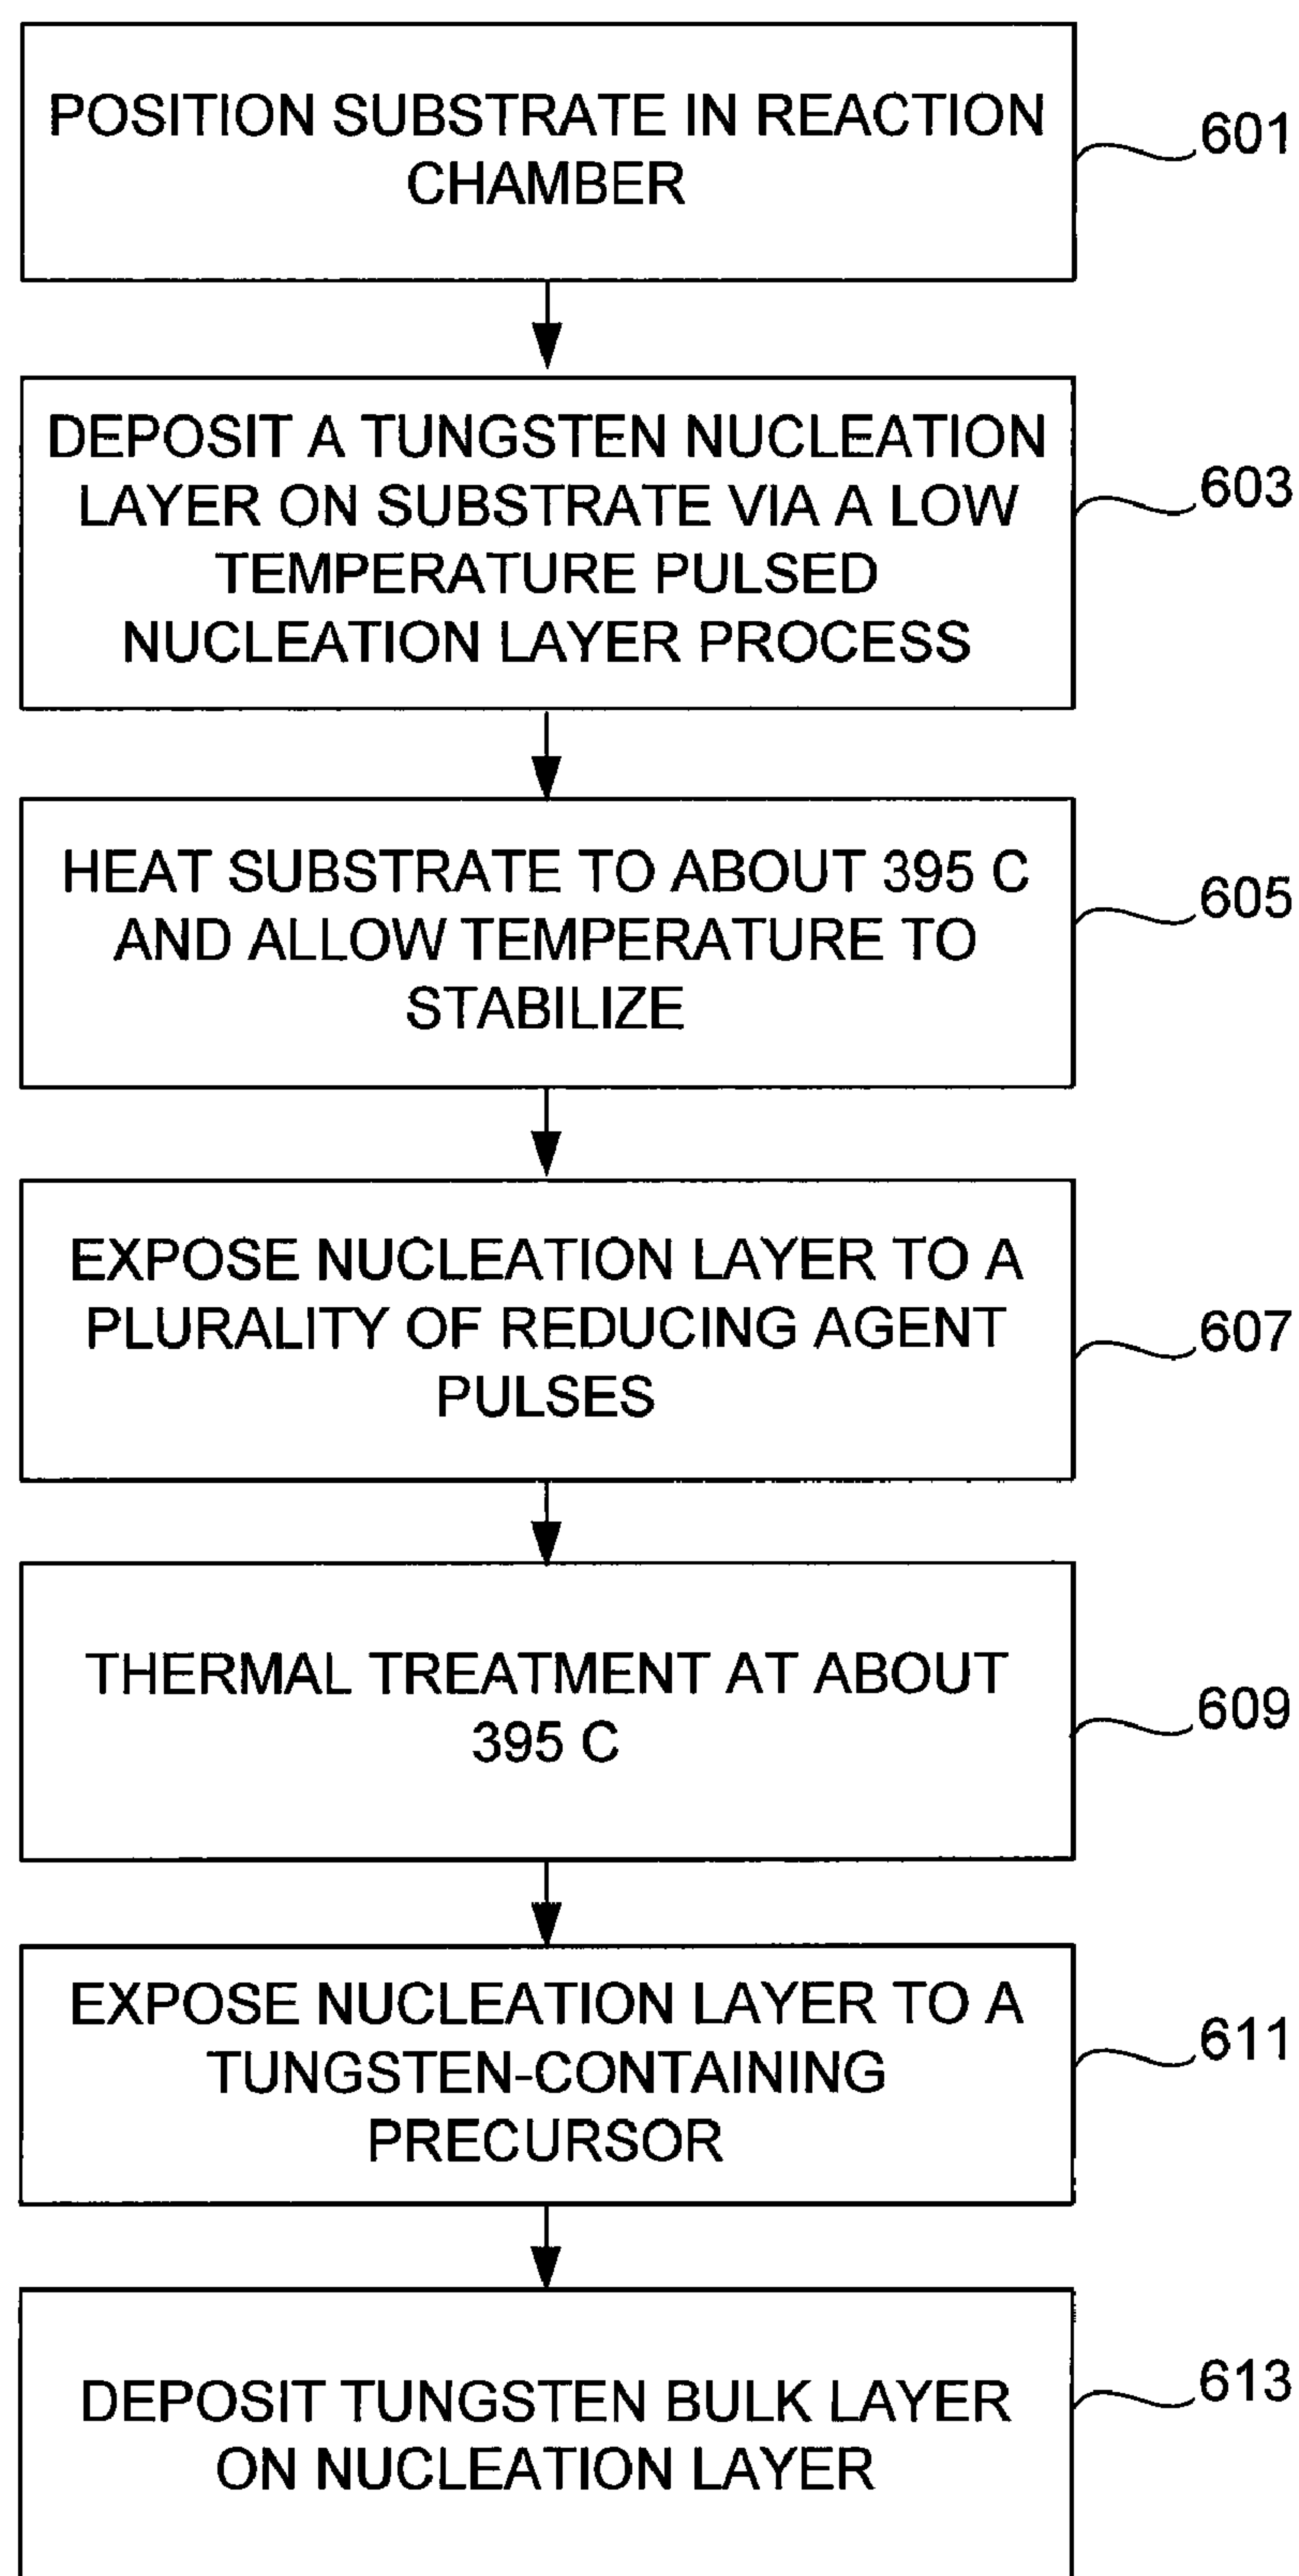 POSITION SUBSTRATE IN REACTION
CHAMBER
601
DEPOSIT A TUNGSTEN NUCLEATION
LAYER ON SUBSTRATE VIA A LOW
TEMPERATURE PULSED
NUCLEATION LAYER PROCESS
603
HEAT SUBSTRATE TO ABOUT 395 C
AND ALLOW TEMPERATURE TO
STABILIZE
605
EXPOSE NUCLEATION LAYER TO A
PLURALITY OF REDUCING AGENT
PULSES
607
THERMAL TREATMENT AT ABOUT
395 C
609
EXPOSE NUCLEATION LAYER TO A
TUNGSTEN-CONTAINING
PRECURSOR
611
DEPOSIT TUNGSTEN BULK LAYER
ON NUCLEATION LAYER
613